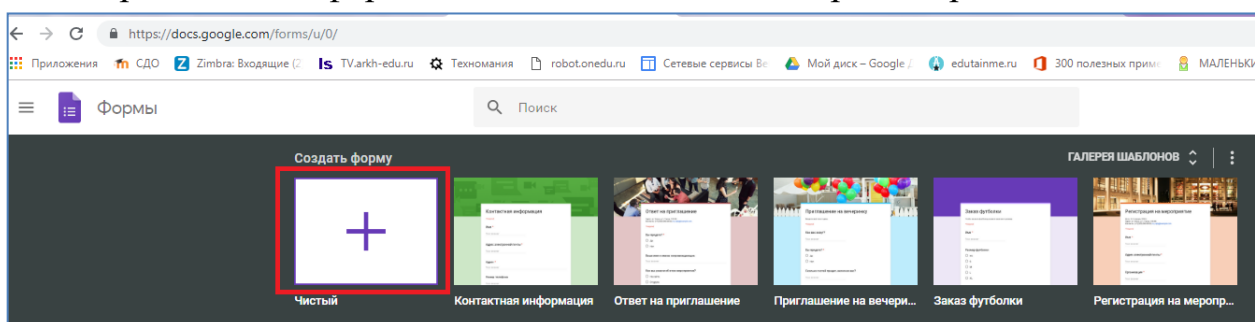 https://docs.google.com/forms/u/0/
Приложения СДО Zimbra: Входящие (2 TV.arkh-edu.ru Техномания robot.onedu.ru Сетевые сервисы Ве Мой диск – Google edutainme.ru 300 полезных прим МАЛЕНЬКИ
Формы Поиск
Создать форму ГАЛЕРЕЯ ШАБЛОНОВ
Контактная информация Ответ на приглашение Приглашение на вечеринку Заказ футболки Регистрация на мероприятие
Чистый Контактная информация Ответ на приглашение Приглашение на вечери... Заказ футболки Регистрация на меропр...